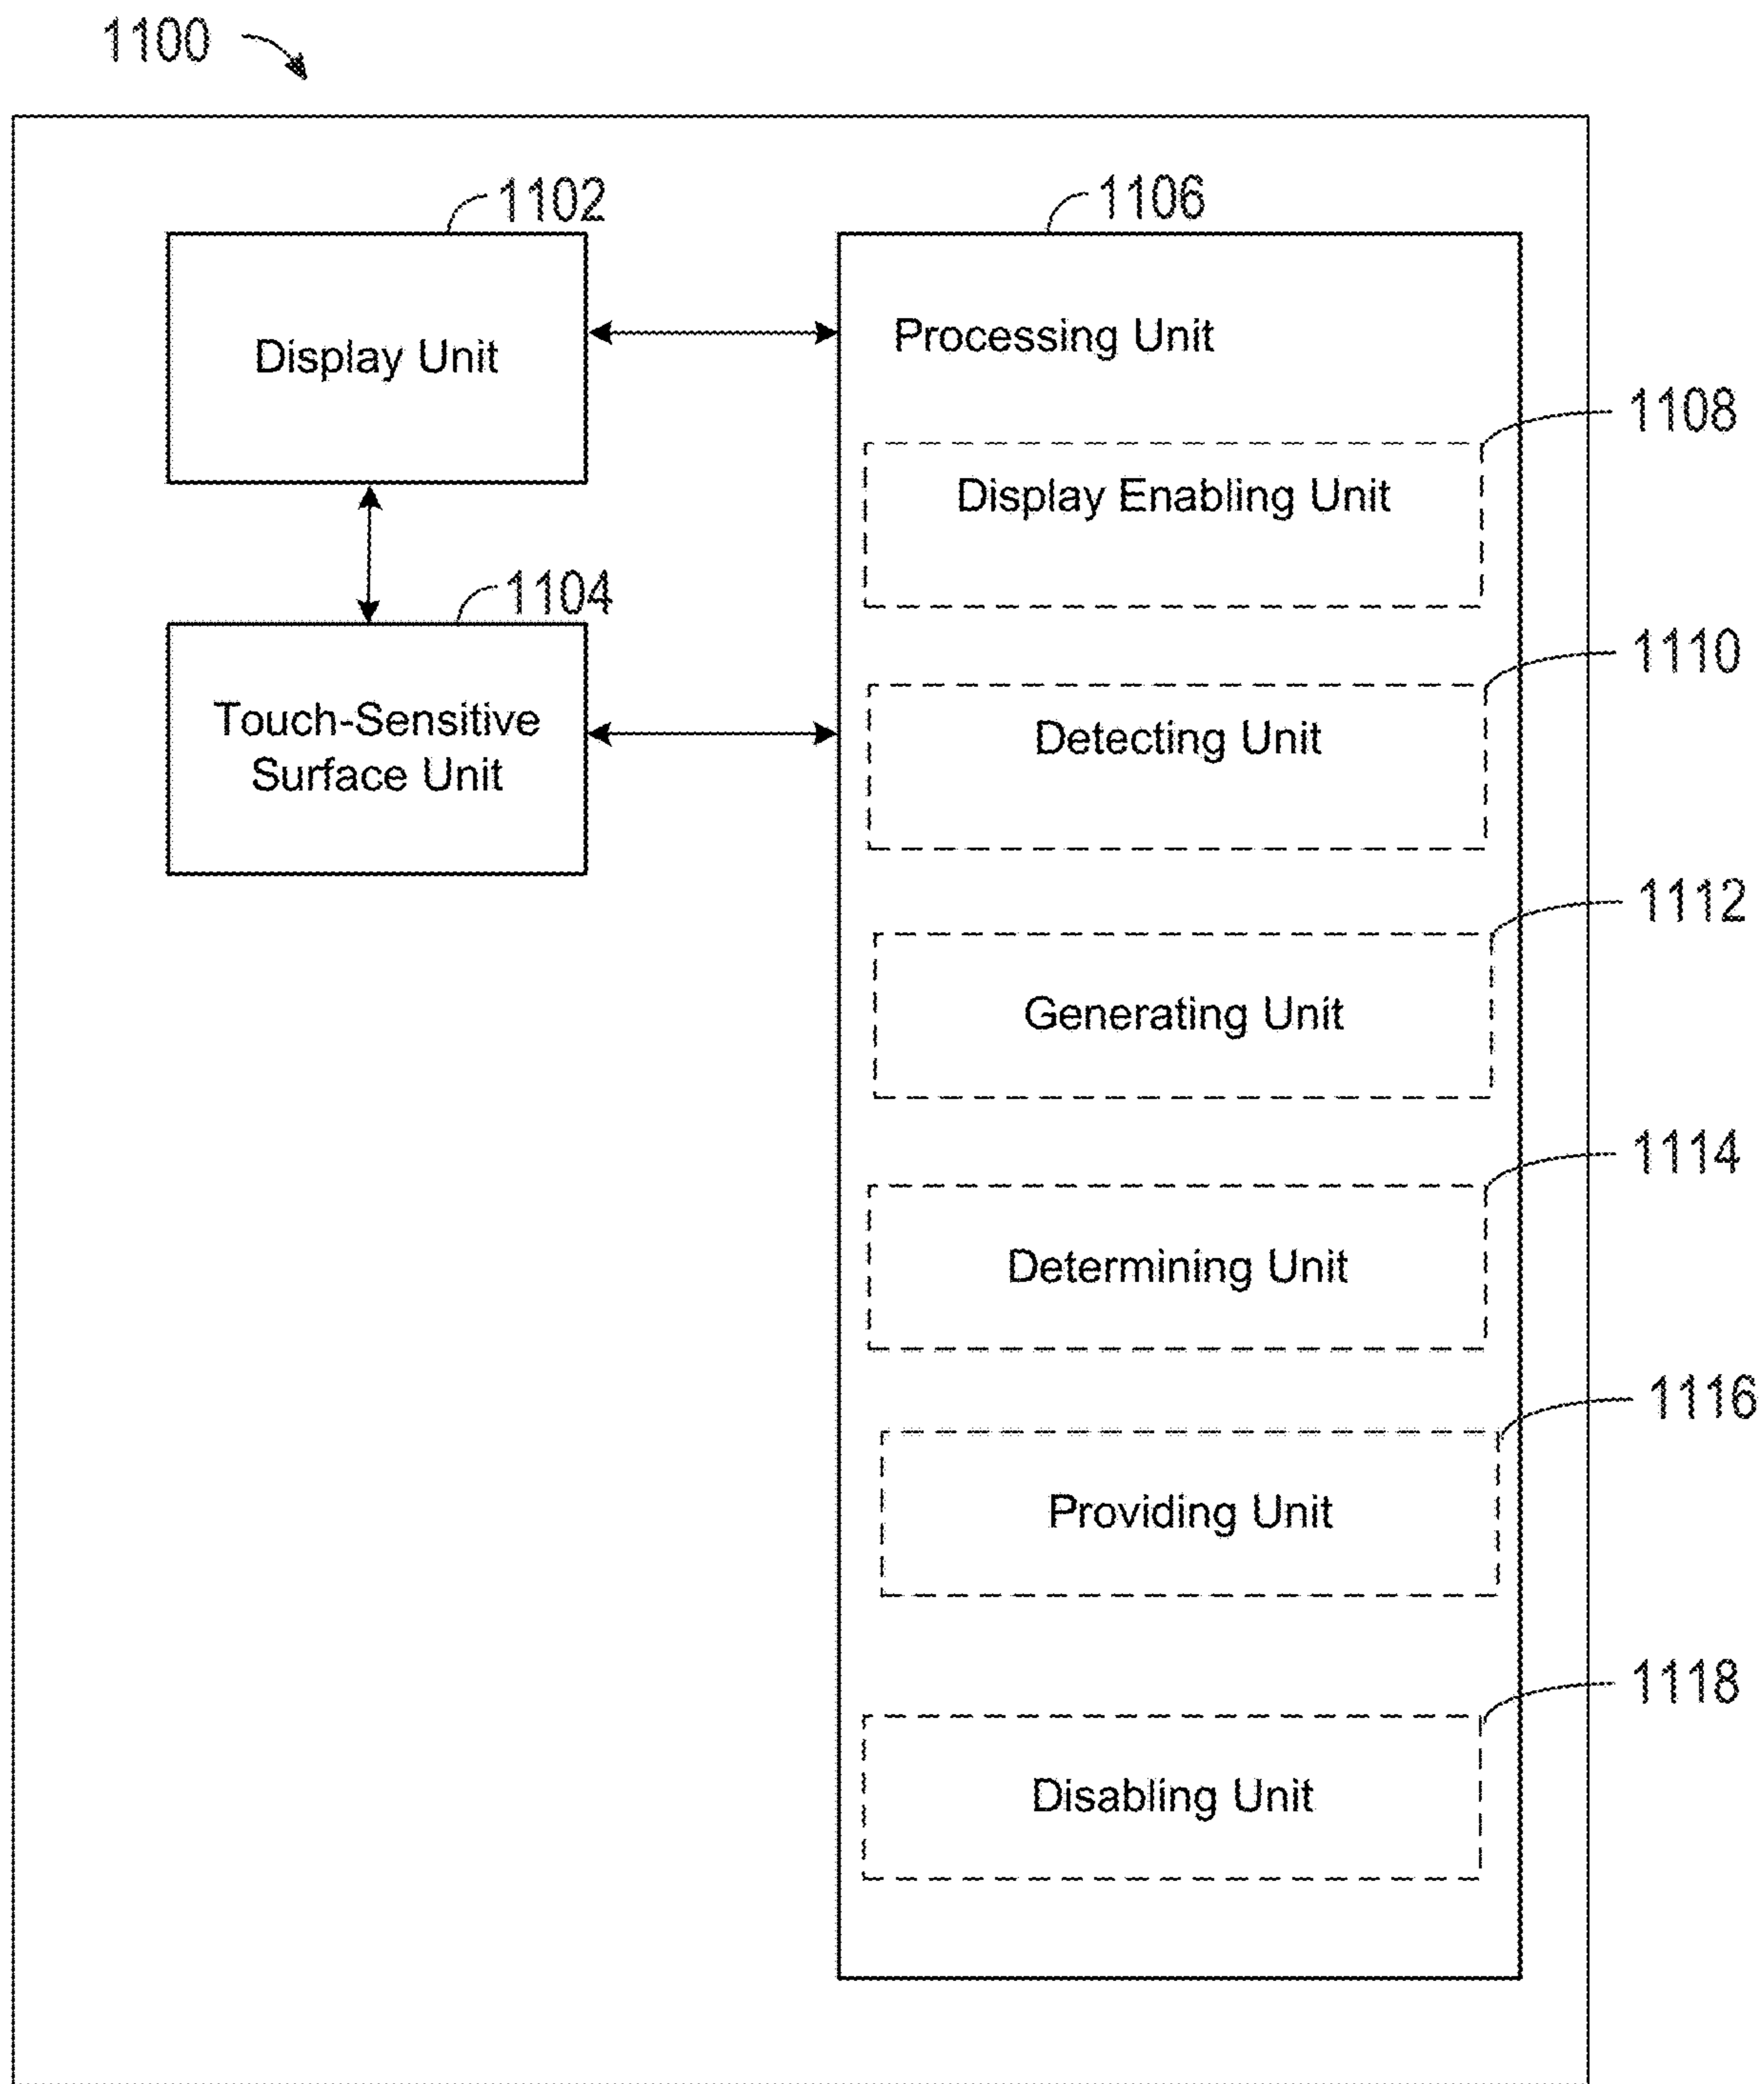 1100
1102
1106
Display Unit
Processing Unit
1108
Display Enabling Unit
1104
1110
Touch-Sensitive
Surface Unit
Detecting Unit
1112
Generating Unit
1114
Determining Unit
1116
Providing Unit
1118
Disabling Unit